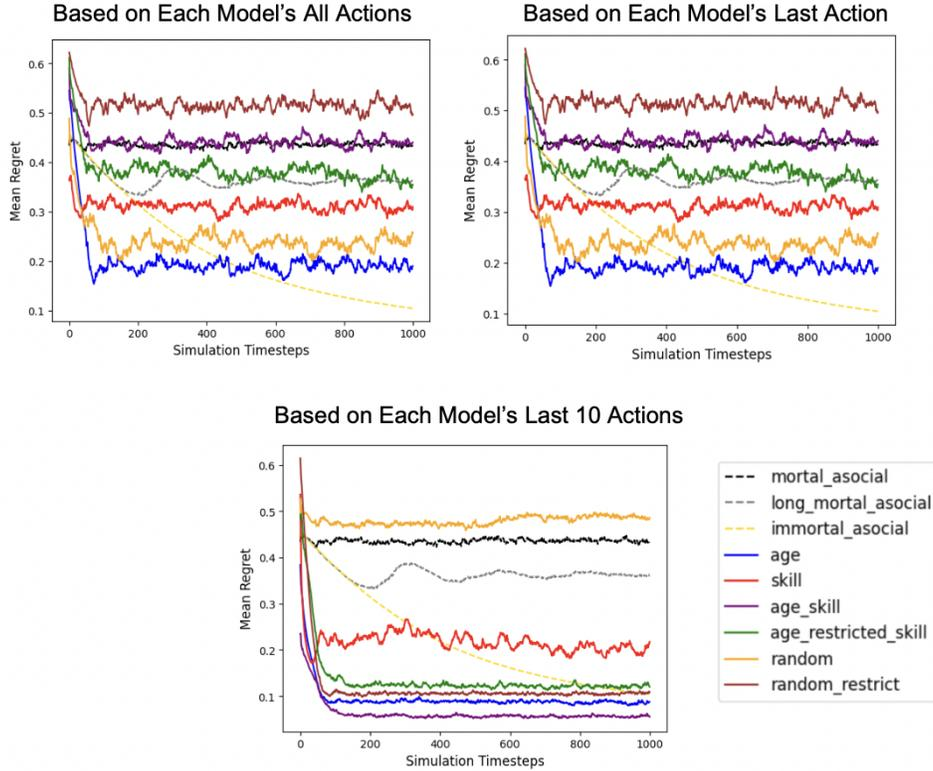 Based on Each Model's All Actions
Mean Regret
0.6
0.5
0.4
0.3
0.2
0.1
0 200 400 600 800 1000
Simulation Timesteps
Based on Each Model's Last Action
Mean Regret
0.6
0.5
0.4
0.3
0.2
0.1
0 200 400 600 800 1000
Simulation Timesteps
Based on Each Model's Last 10 Actions
Mean Regret
0.6
0.5
0.4
0.3
0.2
0.1
0 200 400 600 800 1000
Simulation Timesteps
mortal_asocial
long_mortal_asocial
immortal_asocial
age
skill
age_skill
age_restricted_skill
random
random_restrict